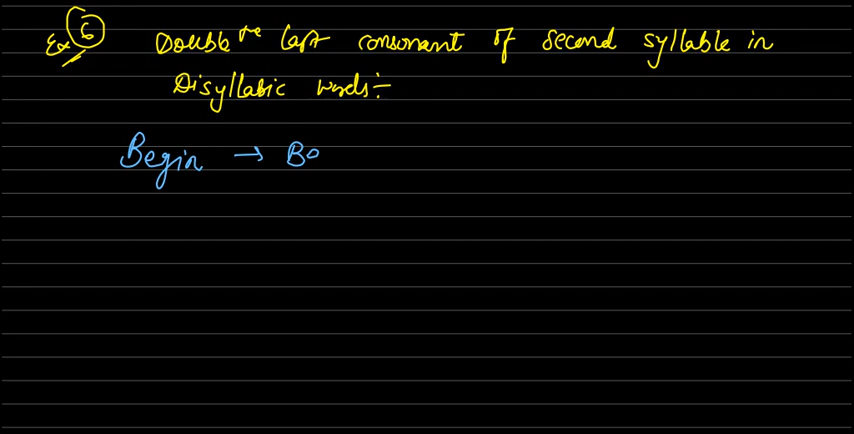 Ex 6 Double the last consonant of second syllable in
Disyllabic words:-
Begin → Be